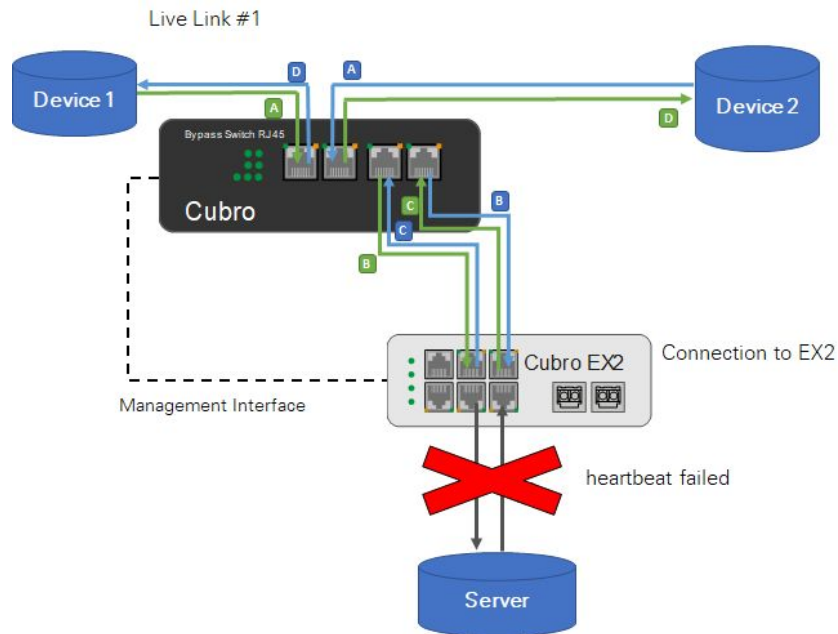 Live Link #1
Device 1
D
A
A
D
Device 2
Bypass Switch RJ45
Cubro
C
B
C
B
Cubro EX2
Connection to EX2
Management Interface
heartbeat failed
Server